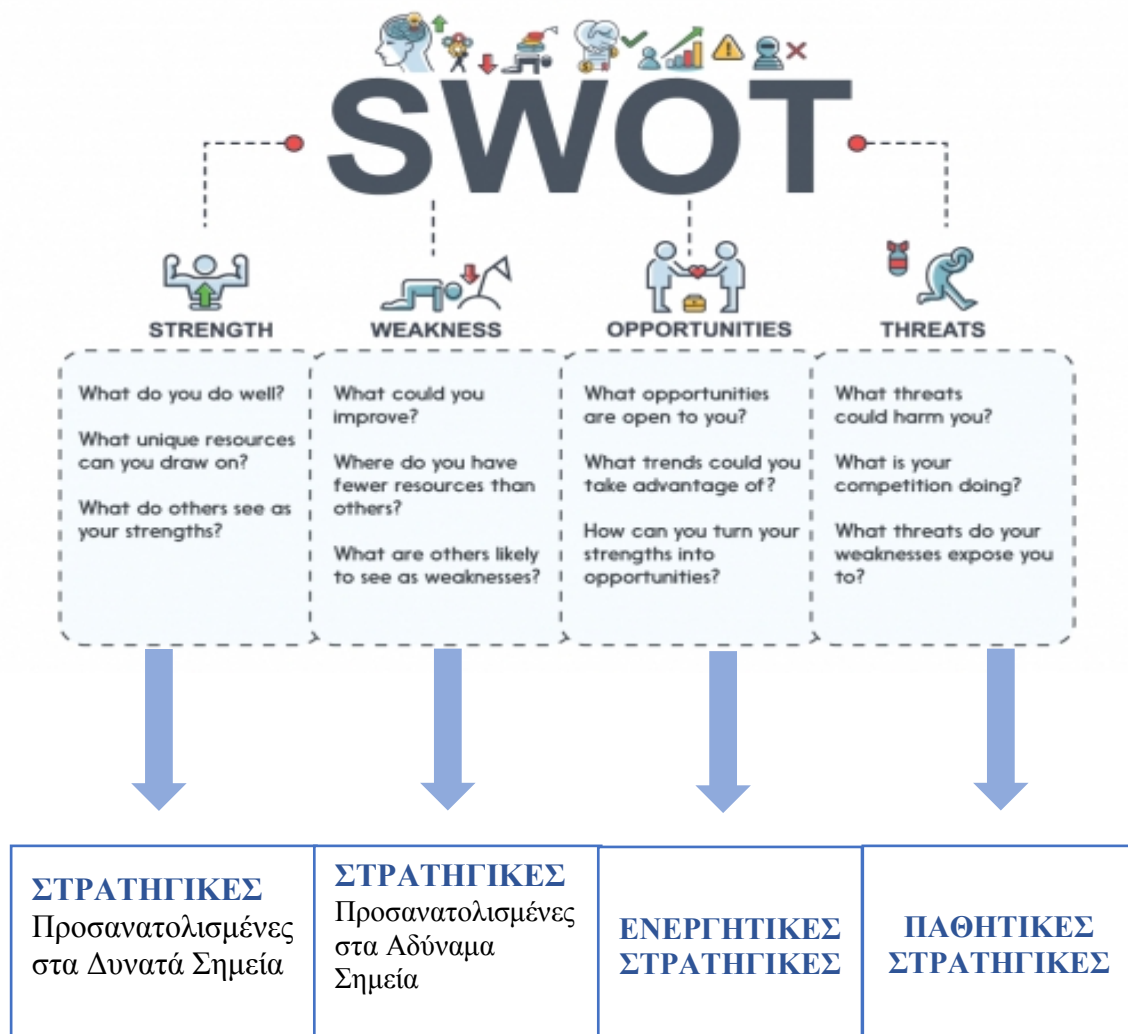 SWOT
STRENGTH
What do you do well?
What unique resources
can you draw on?
What do others see as
your strengths?
WEAKNESS
What could you
improve?
Where do you have
fewer resources than
others?
What are others likely
to see as weaknesses?
OPPORTUNITIES
What opportunities
are open to you?
What trends could you
take advantage of?
How can you turn your
strengths into
opportunities?
THREATS
What threats
could harm you?
What is your
competition doing?
What threats do your
weaknesses expose you
to?
ΣΤΡΑΤΗΓΙΚΕΣ
Προσανατολισμένες
στα Δυνατά Σημεία
ΣΤΡΑΤΗΓΙΚΕΣ
Προσανατολισμένες
στα Αδύναμα
Σημεία
ΕΝΕΡΓΗΤΙΚΕΣ
ΣΤΡΑΤΗΓΙΚΕΣ
ΠΑΘΗΤΙΚΕΣ
ΣΤΡΑΤΗΓΙΚΕΣ